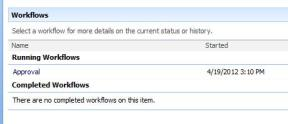 Workflows
Select a workflow for more details on the current status or history.
Name Started
Running Workflows
Approval 4/19/2012 3:10 PM
Completed Workflows
There are no completed workflows on this item.